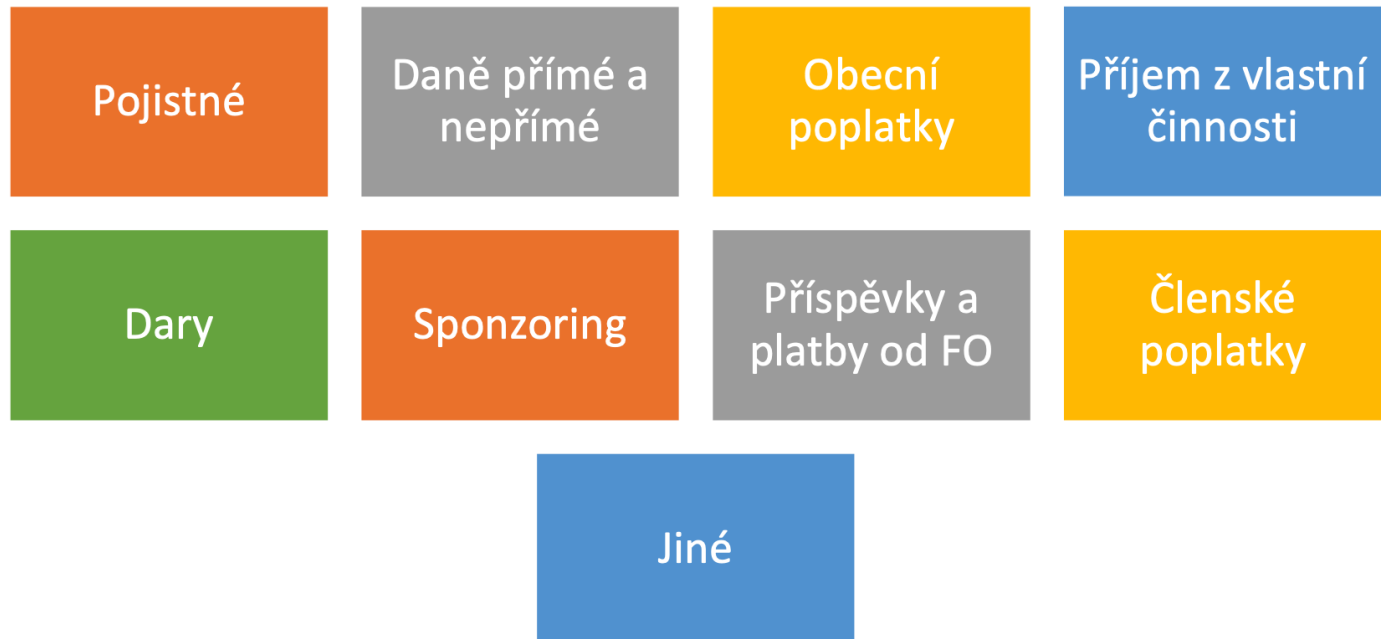 Pojistné
Daně přímé a
nepřímé
Obecní
poplatky
Příjem z vlastní
činnosti
Dary
Sponzoring
Příspěvky a
platby od FO
Členské
poplatky
Jiné